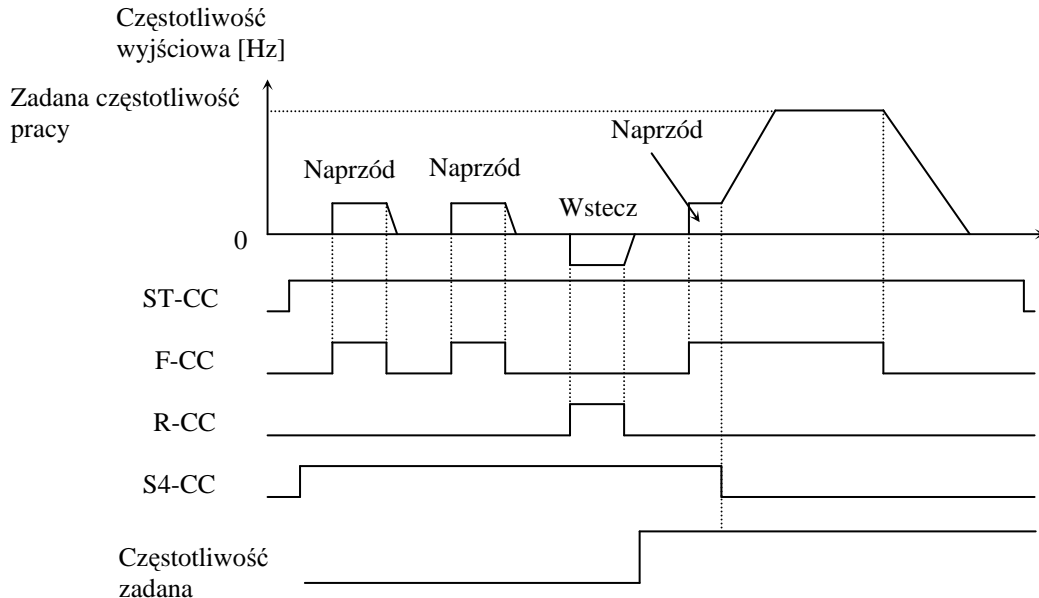 Częstotliwość
wyjściowa [Hz]
Zadana częstotliwość
pracy
Naprzód
Naprzód
Naprzód
Wstecz
0
ST-CC
F-CC
R-CC
S4-CC
Częstotliwość
zadana